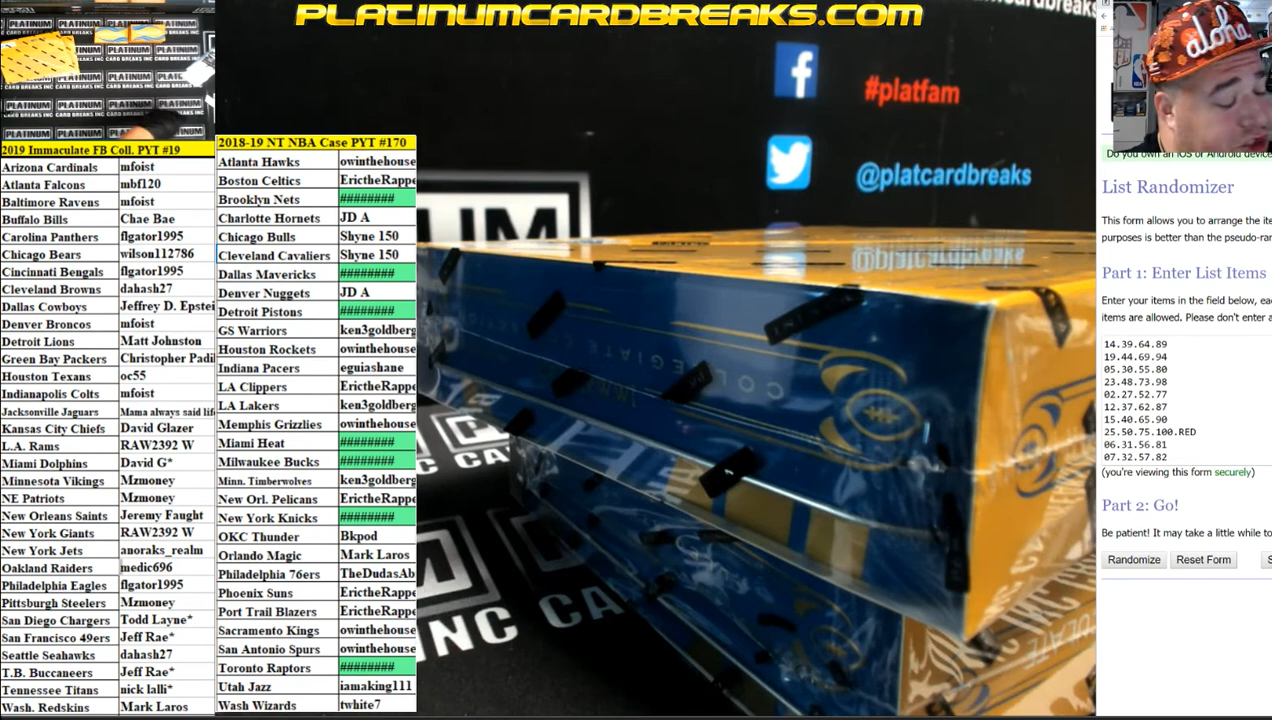 PLATINUMCARDBREAKS.COM
2019 Immaculate FB Coll. PYT #19
Arizona Cardinals mfoist
Atlanta Falcons mbf120
Baltimore Ravens mfoist
Buffalo Bills Chae Bae
Carolina Panthers flgator1995
Chicago Bears wilson112786
Cincinnati Bengals flgator1995
Cleveland Browns dahash27
Dallas Cowboys Jeffrey D. Epstei
Denver Broncos mfoist
Detroit Lions Matt Johnston
Green Bay Packers Christopher Padil
Houston Texans oc55
Indianapolis Colts mfoist
Jacksonville Jaguars Mama always said lif
Kansas City Chiefs David Glazer
L.A. Rams RAW2392 W
Miami Dolphins David G*
Minnesota Vikings Mzmoney
NE Patriots Mzmoney
New Orleans Saints Jeremy Faught
New York Giants RAW2392 W
New York Jets anoraks_realm
Oakland Raiders medic696
Philadelphia Eagles flgator1995
Pittsburgh Steelers Mzmoney
San Diego Chargers Todd Layne*
San Francisco 49ers Jeff Rae*
Seattle Seahawks dahash27
T.B. Buccaneers Jeff Rae*
Tennessee Titans nick lalli*
Wash. Redskins Mark Laros
2018-19 NT NBA Case PYT #170
Atlanta Hawks owinthehouse
Boston Celtics ErictheRappe
Brooklyn Nets ########
Charlotte Hornets JD A
Chicago Bulls Shyne 150
Cleveland Cavaliers Shyne 150
Dallas Mavericks ########
Denver Nuggets JD A
Detroit Pistons ########
GS Warriors ken3goldberg
Houston Rockets owinthehouse
Indiana Pacers eguiashane
LA Clippers ErictheRappe
LA Lakers ken3goldberg
Memphis Grizzlies owinthehouse
Miami Heat ########
Milwaukee Bucks ########
Minn. Timberwolves ken3goldberg
New Orl. Pelicans ErictheRappe
New York Knicks ########
OKC Thunder Bkpod
Orlando Magic Mark Laros
Philadelphia 76ers TheDudasAb
Phoenix Suns ErictheRappe
Port Trail Blazers ErictheRappe
Sacramento Kings owinthehouse
San Antonio Spurs owinthehouse
Toronto Raptors ########
Utah Jazz iamaking111
Wash Wizards twhite7
#platfam
@platcardbreaks
aloha
Do you own an iOS or Android device
List Randomizer
This form allows you to arrange the ite
purposes is better than the pseudo-ra
Part 1: Enter List Items
Enter your items in the field below, ea
items are allowed. Please don't enter a
14.39.64.89
19.44.69.94
05.30.55.80
23.48.73.98
02.27.52.77
12.37.62.87
15.40.65.90
25.50.75.100.RED
06.31.56.81
07.32.57.82
(you're viewing this form securely)
Part 2: Go!
Be patient! It may take a little while to
Randomize Reset Form S